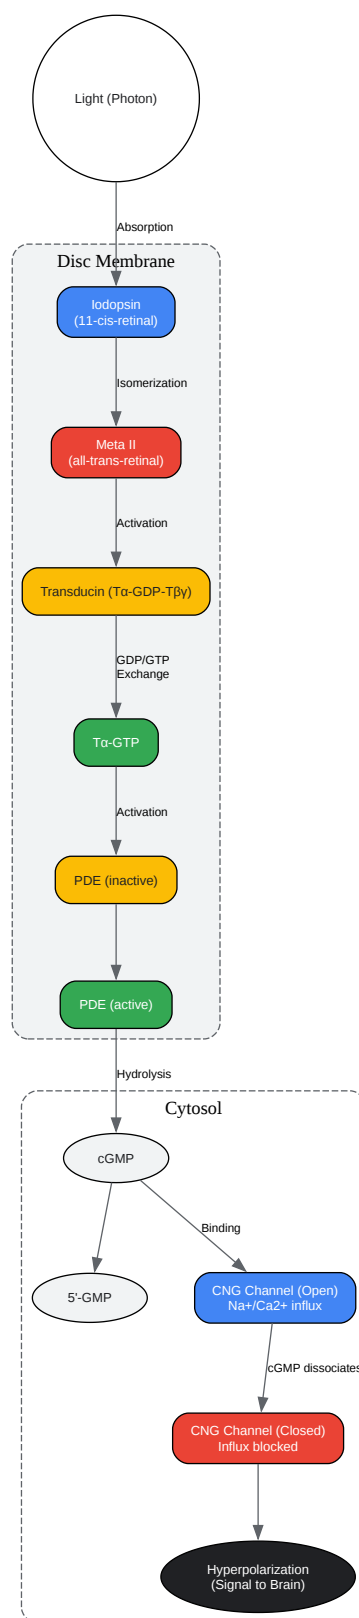 Light (Photon)
Absorption
Disc Membrane
Iodopsin
(11-cis-retinal)
Isomerization
Meta II
(all-trans-retinal)
Activation
Transducin (Tα-GDP-Tβγ)
GDP/GTP
Exchange
Tα-GTP
Activation
PDE (inactive)
PDE (active)
Hydrolysis
Cytosol
cGMP
Binding
5'-GMP
CNG Channel (Open)
Na+/Ca2+ influx
cGMP dissociates
CNG Channel (Closed)
Influx blocked
Hyperpolarization
(Signal to Brain)